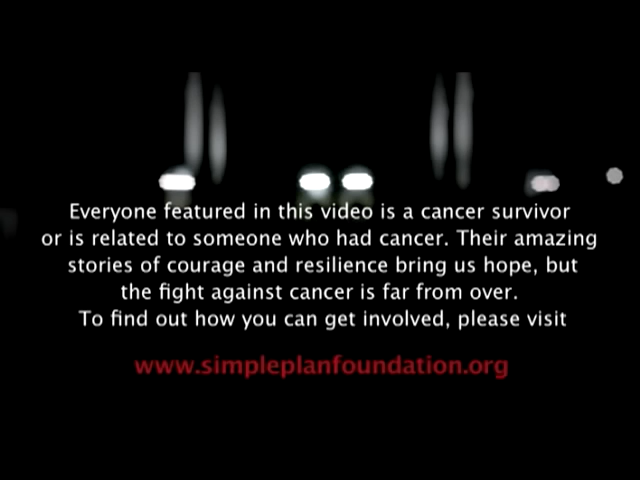 Everyone featured in this video is a cancer survivor
or is related to someone who had cancer. Their amazing
stories of courage and resilience bring us hope, but
the fight against cancer is far from over.
To find out how you can get involved, please visit
www.simpleplanfoundation.org